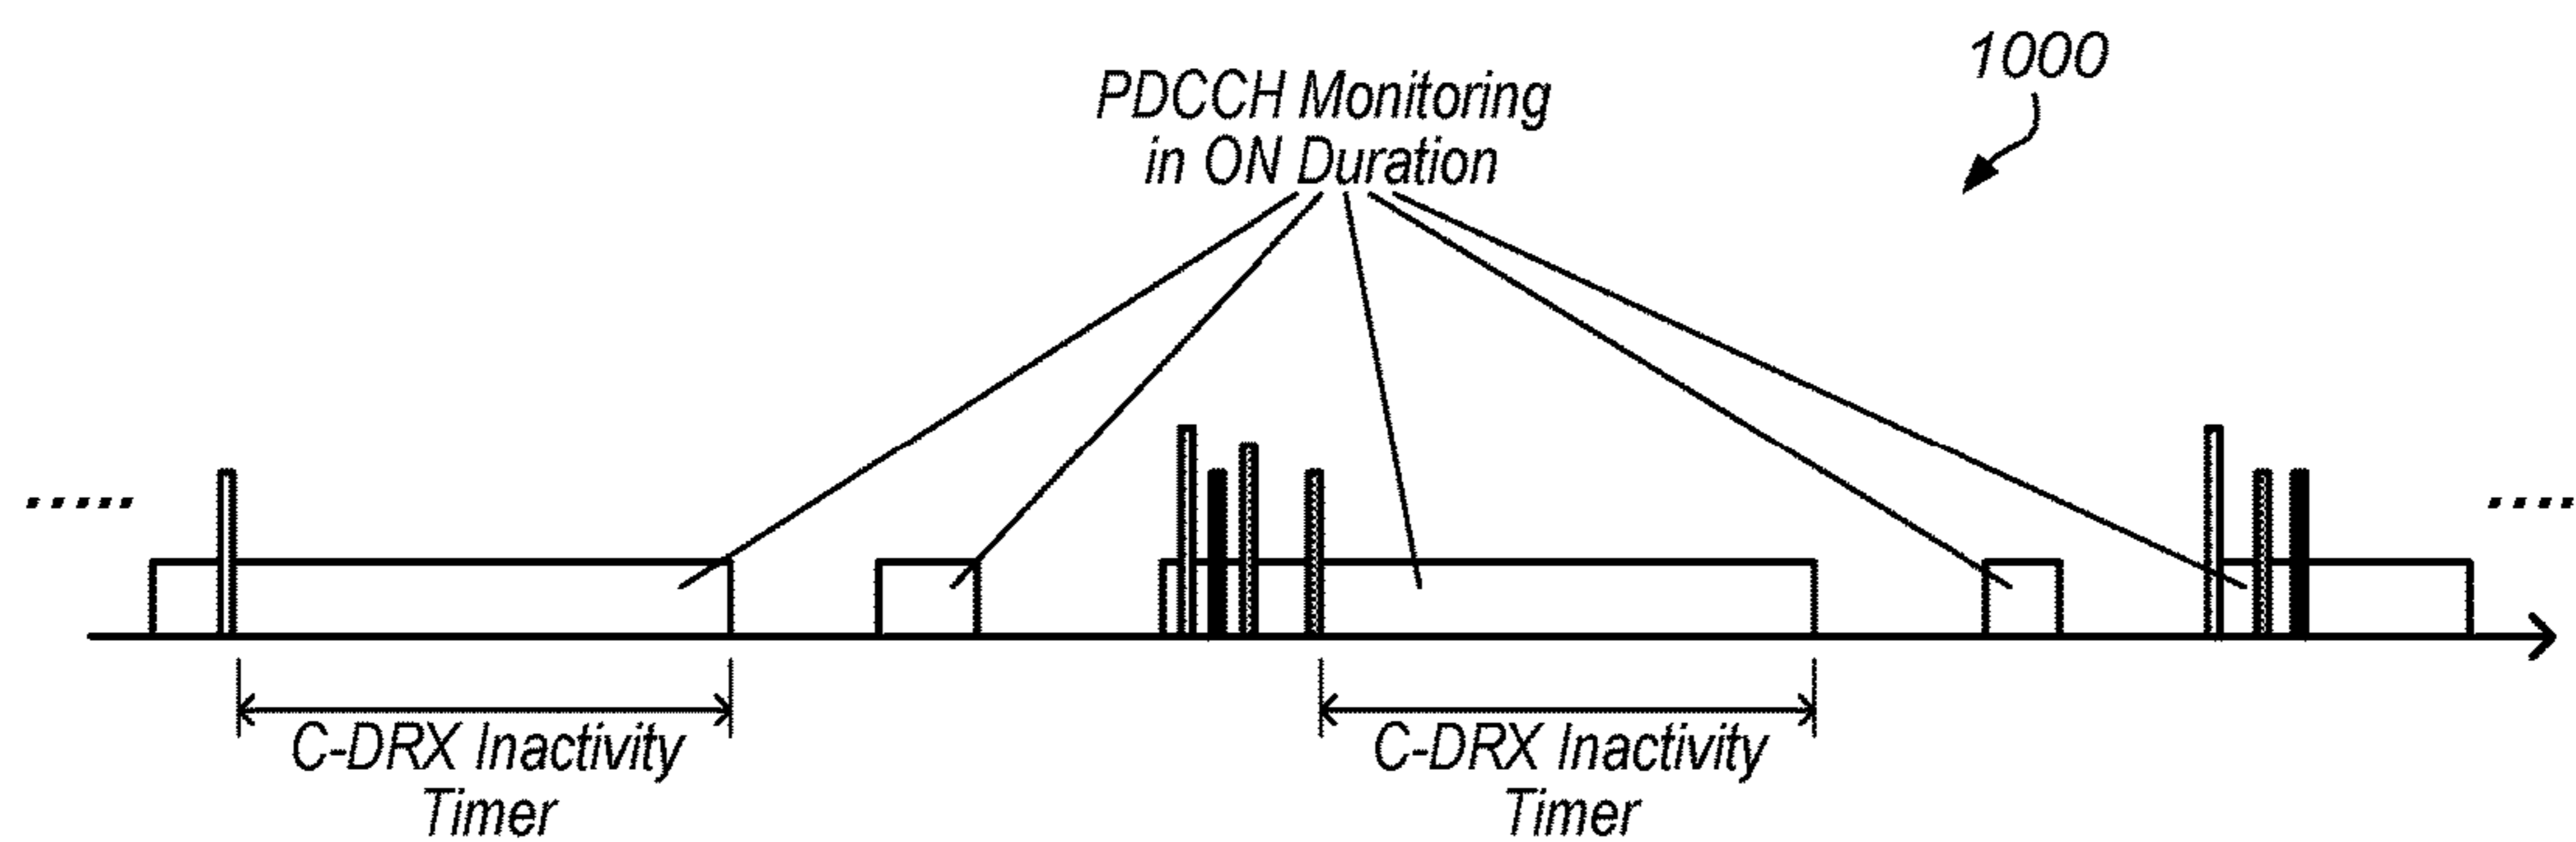 1000
PDCCH Monitoring
in ON Duration
C-DRX Inactivity
Timer
C-DRX Inactivity
Timer